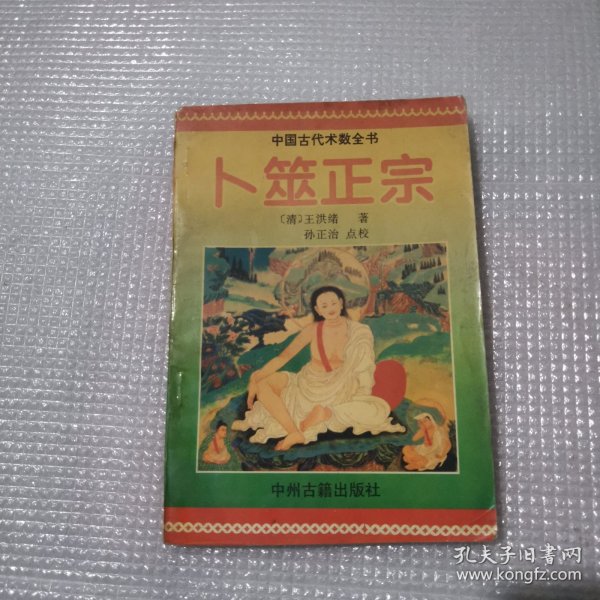 中国古代术数全书
卜筮正宗
〔清〕王洪绪 著
孙正治 点校
中州古籍出版社
孔夫子旧書网
www.kongfz.com